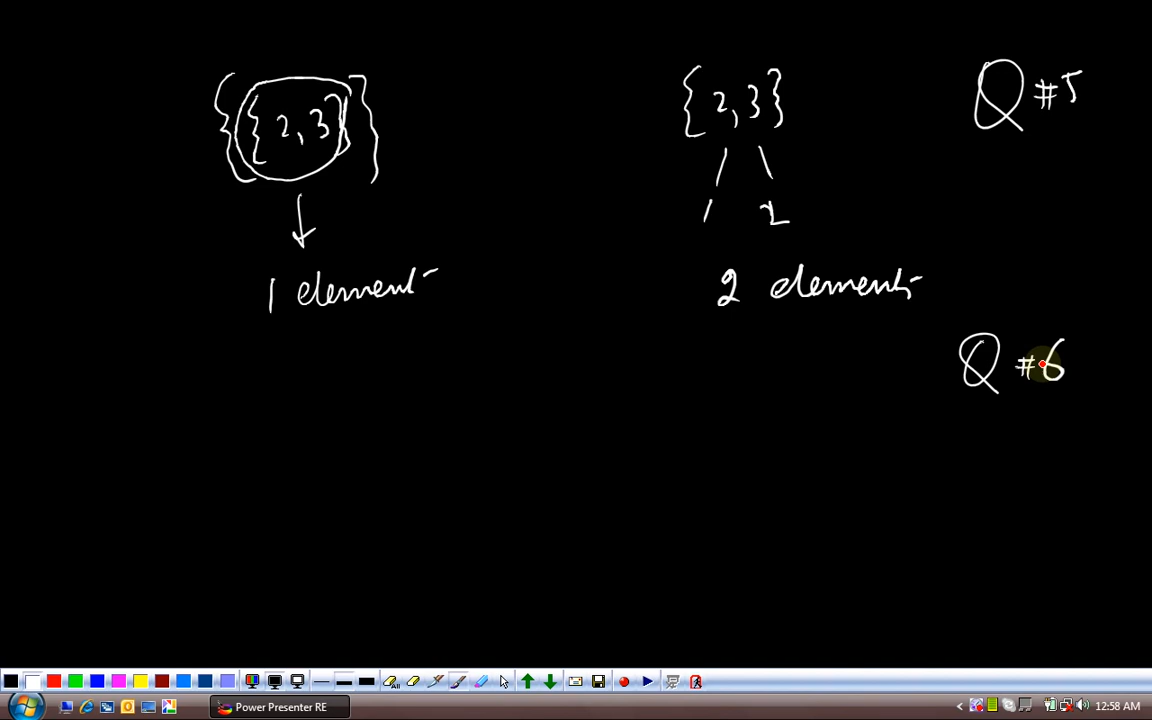 {{2,3}} {2,3} Q #5
1 2
1 element 2 elements
Q #6
Power Presenter RE
12:58 AM